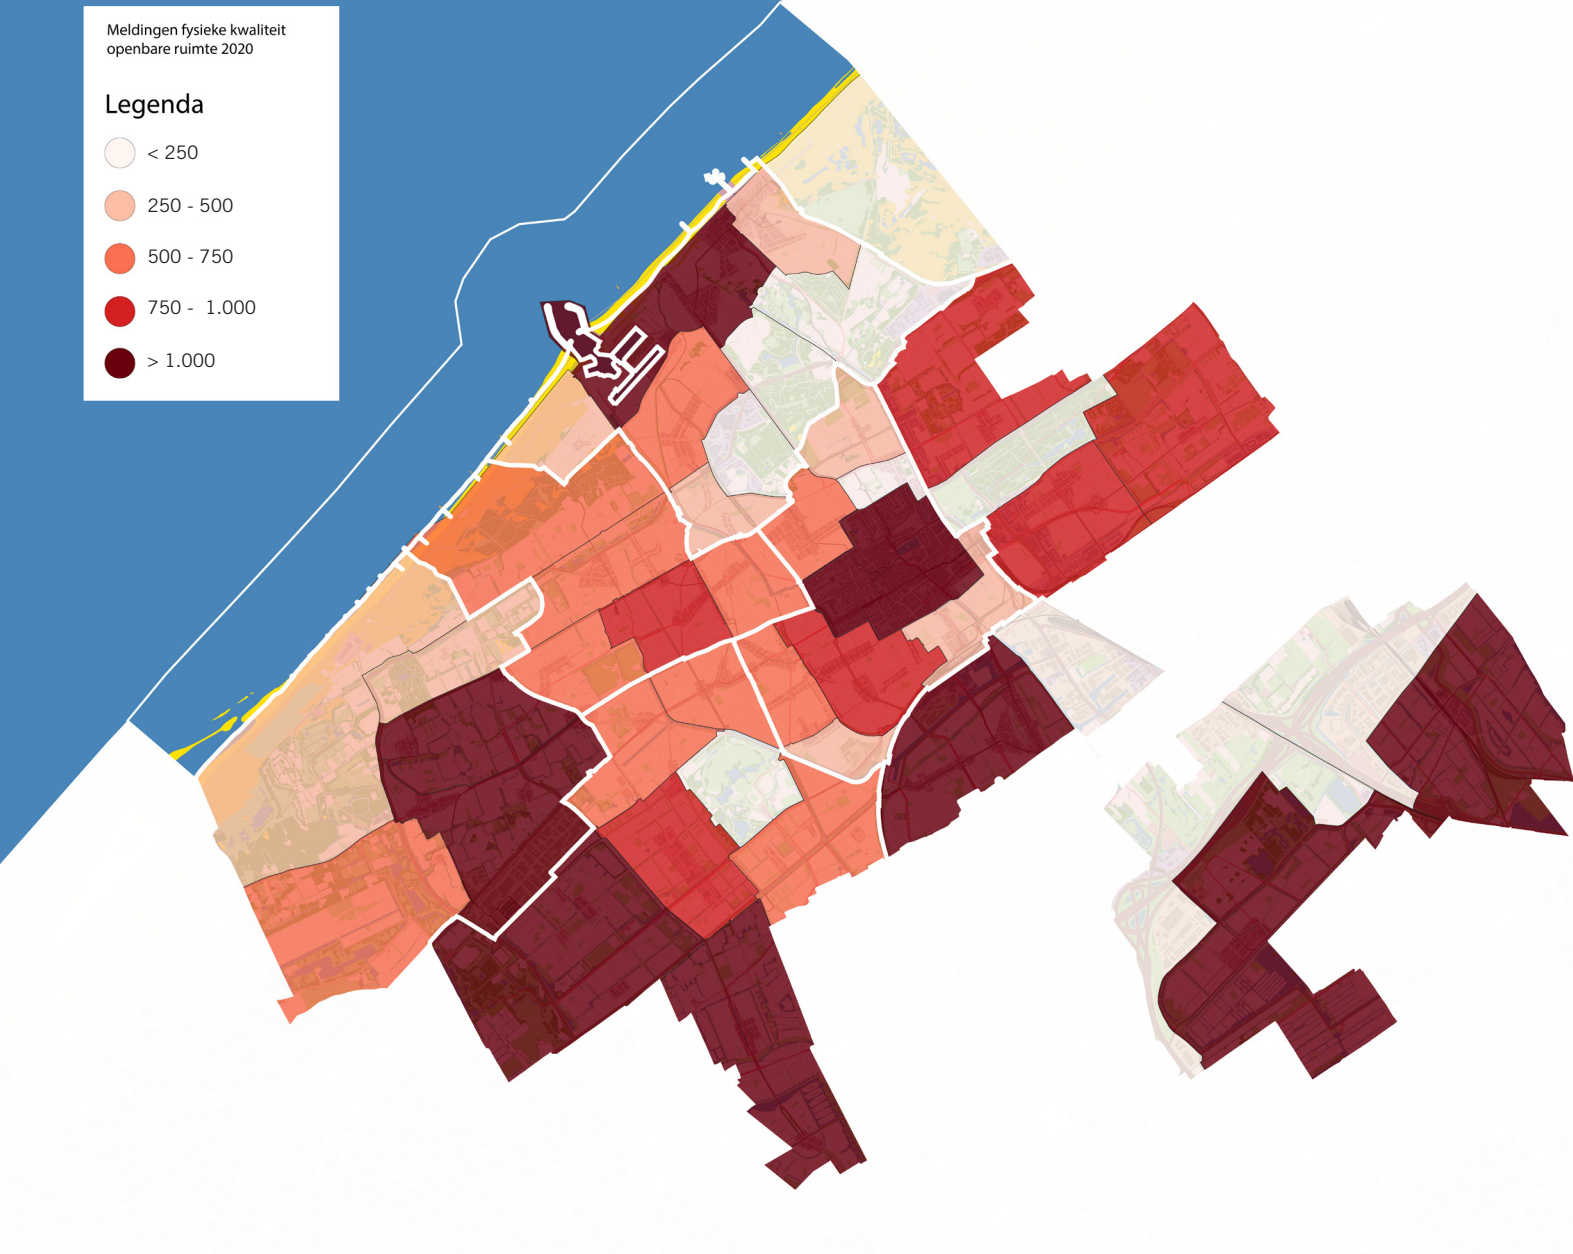 Meldingen fysieke kwaliteit
openbare ruimte 2020
Legenda
< 250
250 - 500
500 - 750
750 -  1.000
> 1.000